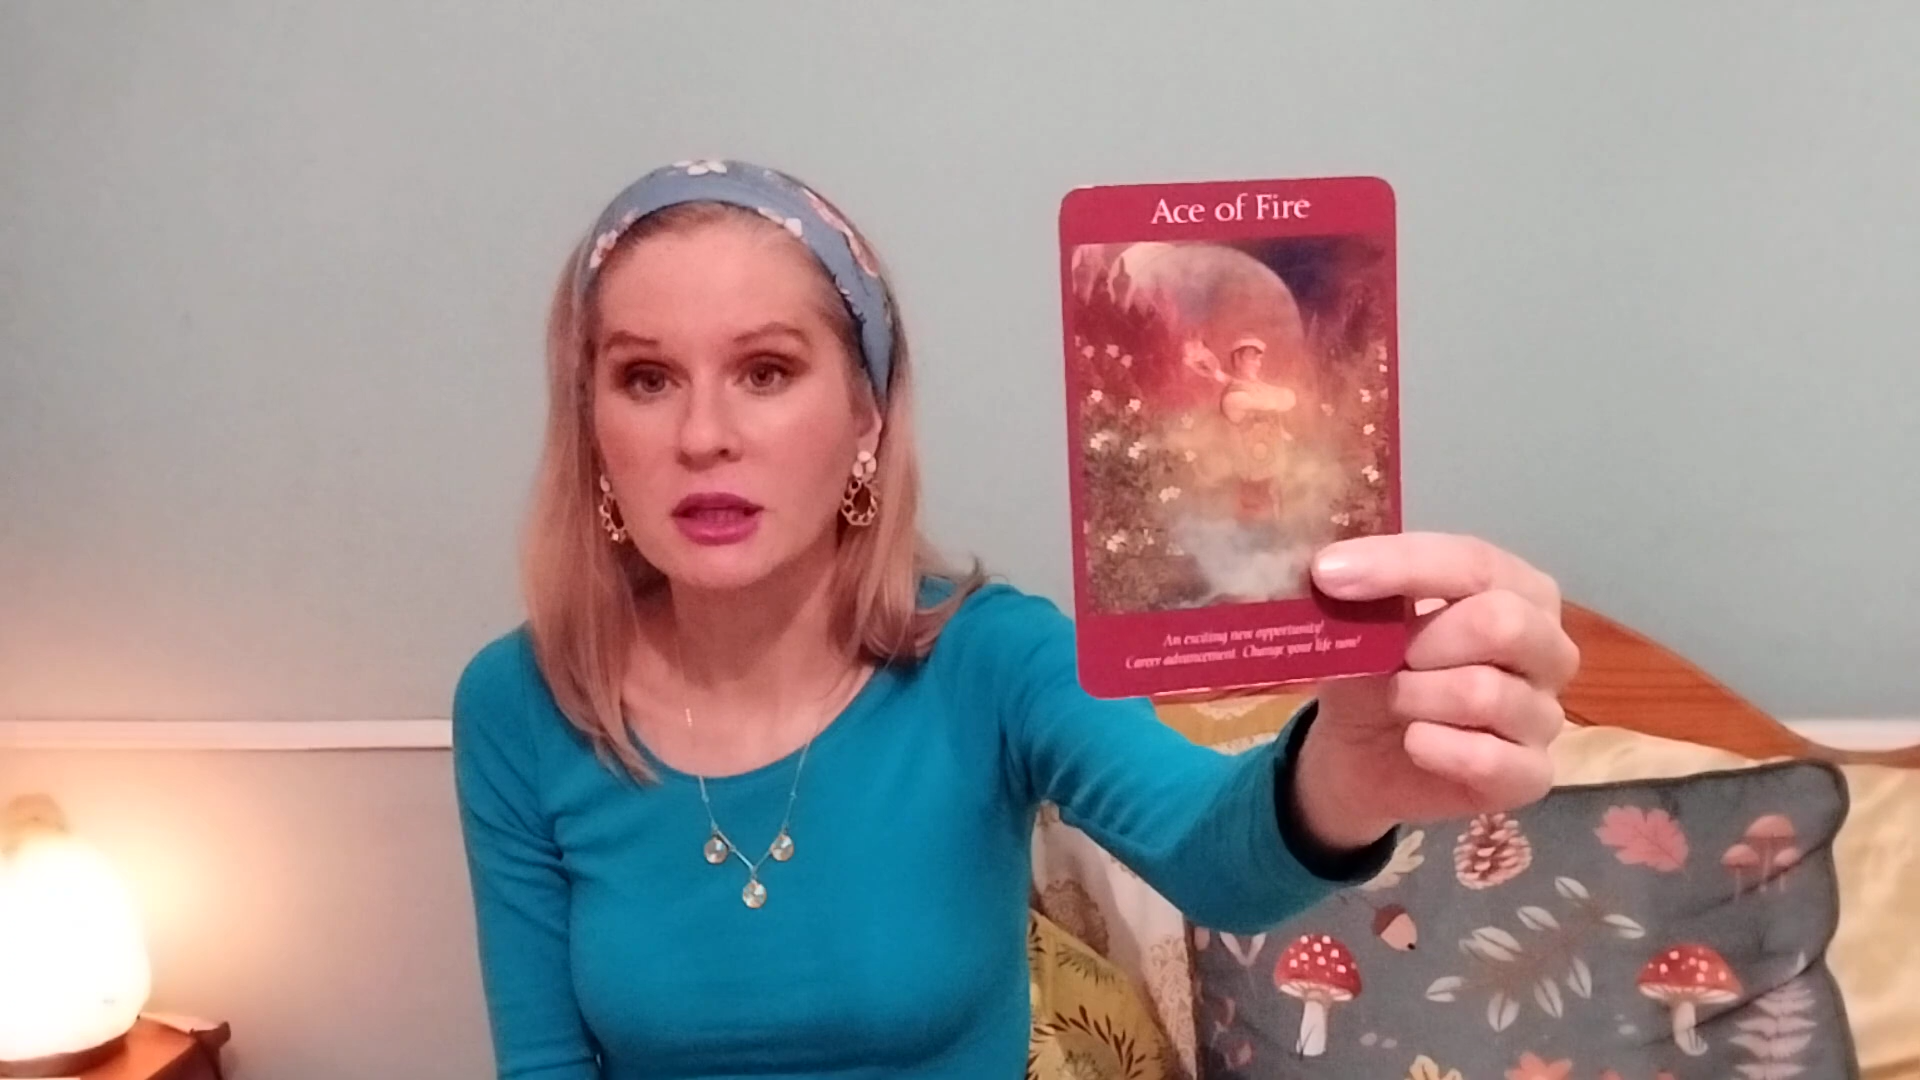 Ace of Fire
An exciting new opportunity!
Career advancement. Change your life now!